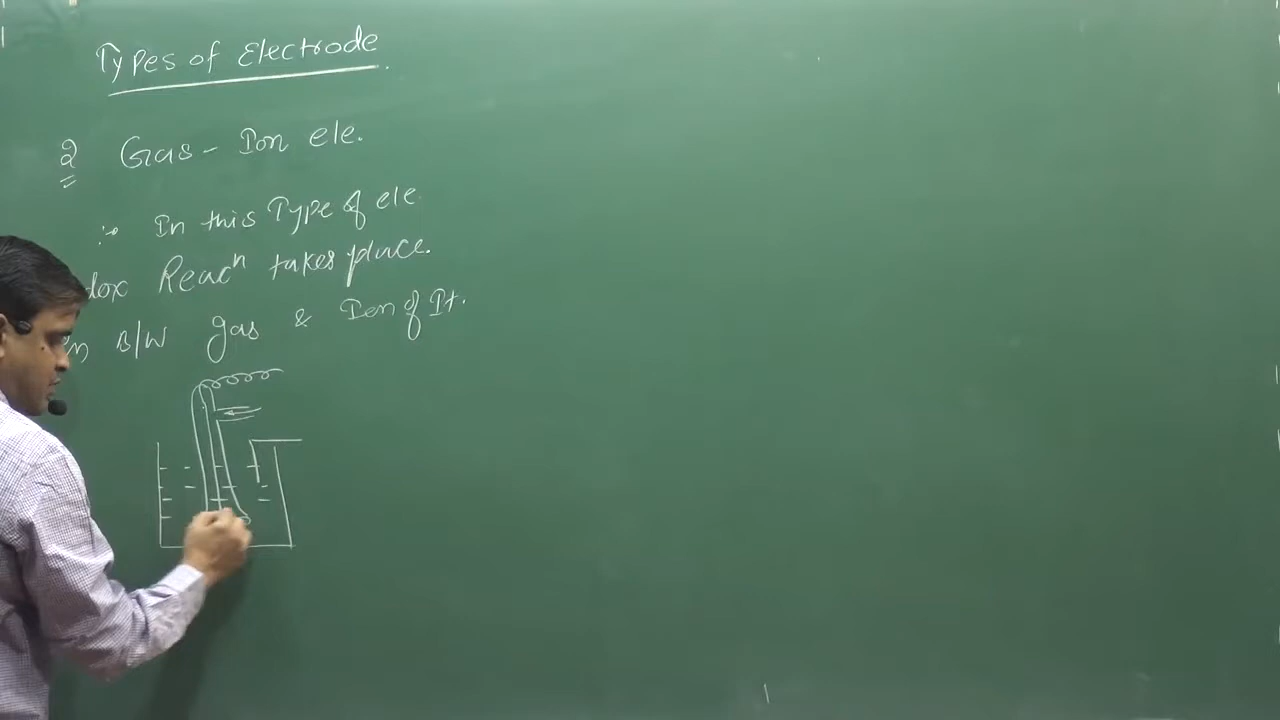 Types of Electrode
2 Gas - Ion ele.
:- In this Type of ele
dox Reacn takes place.
B/W gas & Ion of It.